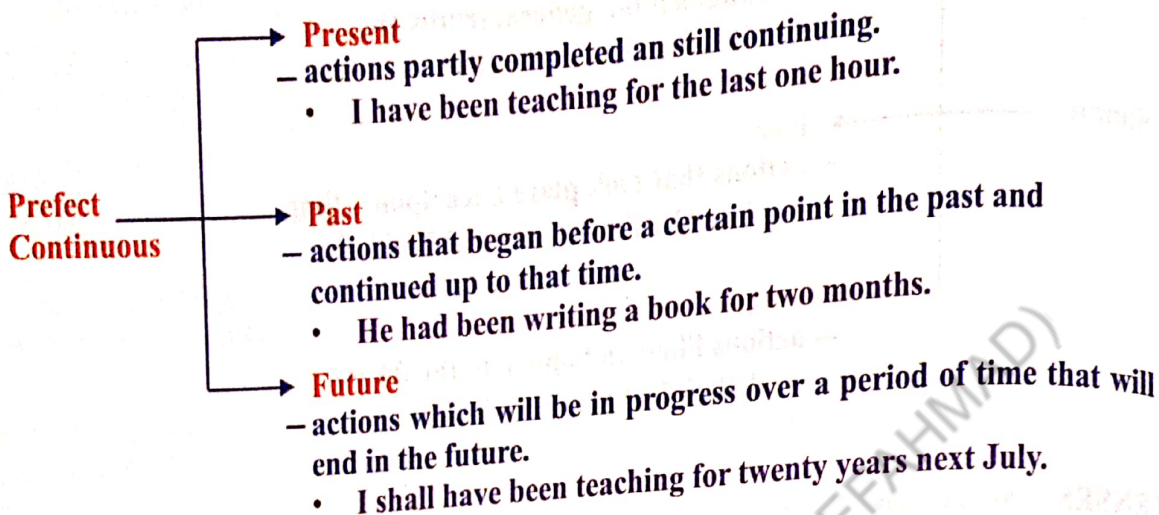 Present
– actions partly completed an still continuing.
• I have been teaching for the last one hour.
Prefect
Continuous
Past
– actions that began before a certain point in the past and
continued up to that time.
• He had been writing a book for two months.
Future
– actions which will be in progress over a period of time that will
end in the future.
• I shall have been teaching for twenty years next July.